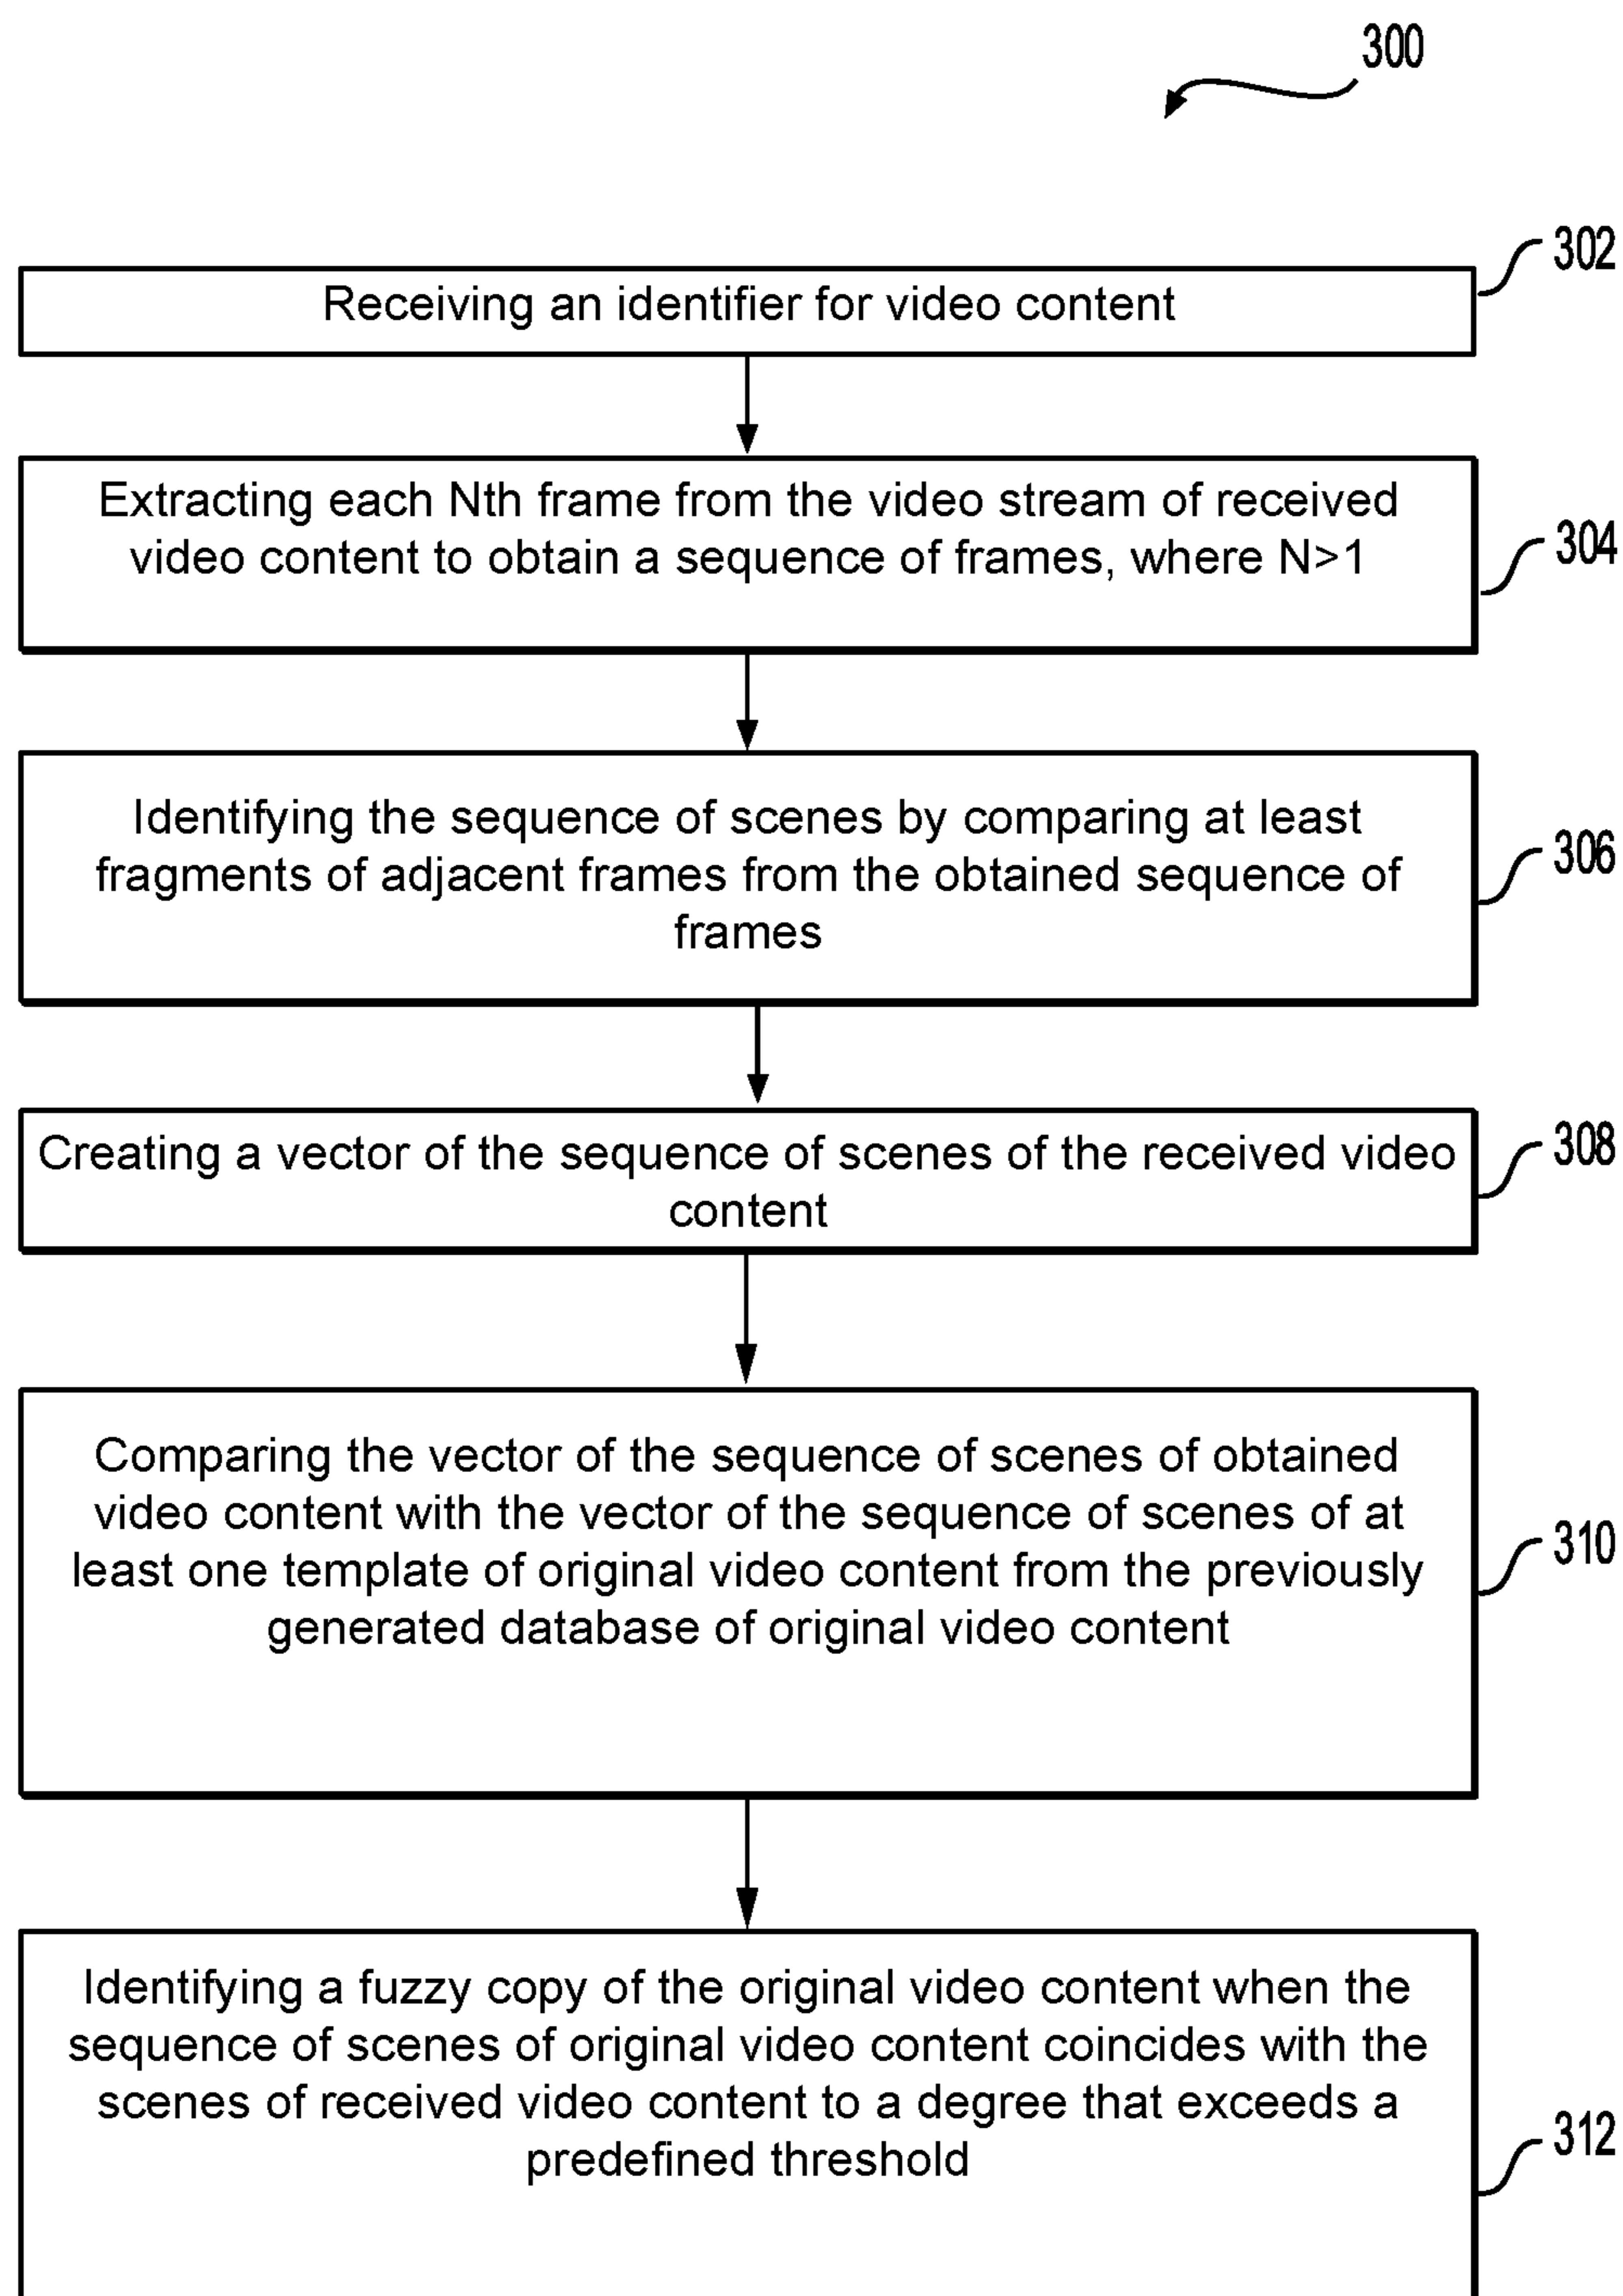 300
302
Receiving an identifier for video content
Extracting each Nth frame from the video stream of received
video content to obtain a sequence of frames, where N>1
304
Identifying the sequence of scenes by comparing at least
fragments of adjacent frames from the obtained sequence of
frames
306
Creating a vector of the sequence of scenes of the received video
content
308
Comparing the vector of the sequence of scenes of obtained
video content with the vector of the sequence of scenes of at
least one template of original video content from the previously
generated database of original video content
310
Identifying a fuzzy copy of the original video content when the
sequence of scenes of original video content coincides with the
scenes of received video content to a degree that exceeds a
predefined threshold
312